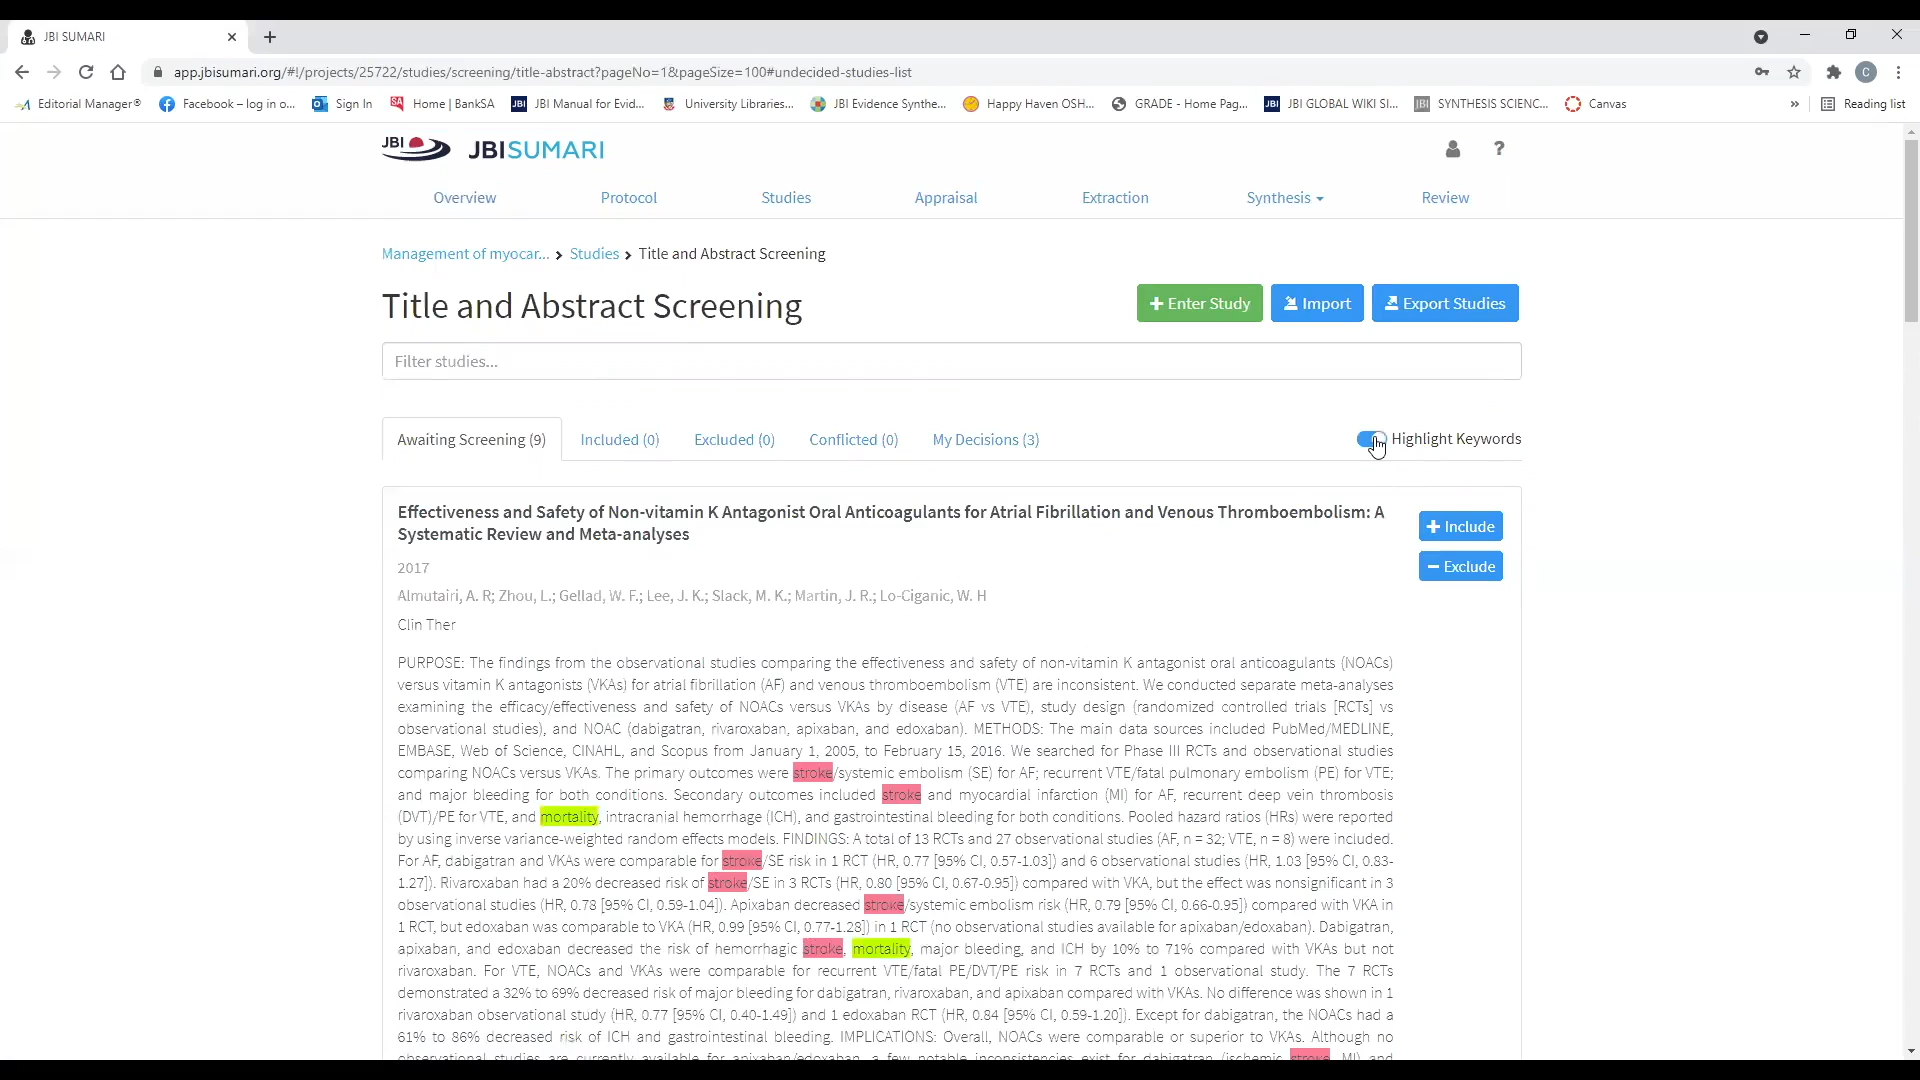 JBI SUMARI
app.jbisumari.org/#!/projects/25722/studies/screening/title-abstract?pageNo=1&pageSize=100#undecided-studies-list
C
Editorial Manager® Facebook – log in o... Sign In Home | BankSA JBI Manual for Evid... University Libraries... JBI Evidence Synthe... Happy Haven OSH... GRADE - Home Pag... JBI GLOBAL WIKI SI... SYNTHESIS SCIENC... Canvas » Reading list
JBI JBISUMARI ?
Overview Protocol Studies Appraisal Extraction Synthesis Review
Management of myocar... > Studies > Title and Abstract Screening
Title and Abstract Screening
+ Enter Study Import Export Studies
Filter studies...
Awaiting Screening (9) Included (0) Excluded (0) Conflicted (0) My Decisions (3) Highlight Keywords
Effectiveness and Safety of Non-vitamin K Antagonist Oral Anticoagulants for Atrial Fibrillation and Venous Thromboembolism: A
Systematic Review and Meta-analyses
+ Include
− Exclude
2017
Almutairi, A. R; Zhou, L.; Gellad, W. F.; Lee, J. K.; Slack, M. K.; Martin, J. R.; Lo-Ciganic, W. H
Clin Ther
PURPOSE: The findings from the observational studies comparing the effectiveness and safety of non-vitamin K antagonist oral anticoagulants (NOACs)
versus vitamin K antagonists (VKAs) for atrial fibrillation (AF) and venous thromboembolism (VTE) are inconsistent. We conducted separate meta-analyses
examining the efficacy/effectiveness and safety of NOACs versus VKAs by disease (AF vs VTE), study design (randomized controlled trials [RCTs] vs
observational studies), and NOAC (dabigatran, rivaroxaban, apixaban, and edoxaban). METHODS: The main data sources included PubMed/MEDLINE,
EMBASE, Web of Science, CINAHL, and Scopus from January 1, 2005, to February 15, 2016. We searched for Phase III RCTs and observational studies
comparing NOACs versus VKAs. The primary outcomes were stroke/systemic embolism (SE) for AF; recurrent VTE/fatal pulmonary embolism (PE) for VTE;
and major bleeding for both conditions. Secondary outcomes included stroke and myocardial infarction (MI) for AF, recurrent deep vein thrombosis
(DVT)/PE for VTE, and mortality, intracranial hemorrhage (ICH), and gastrointestinal bleeding for both conditions. Pooled hazard ratios (HRs) were reported
by using inverse variance-weighted random effects models. FINDINGS: A total of 13 RCTs and 27 observational studies (AF, n = 32; VTE, n = 8) were included.
For AF, dabigatran and VKAs were comparable for stroke/SE risk in 1 RCT (HR, 0.77 [95% CI, 0.57-1.03]) and 6 observational studies (HR, 1.03 [95% CI, 0.83-
1.27]). Rivaroxaban had a 20% decreased risk of stroke/SE in 3 RCTs (HR, 0.80 [95% CI, 0.67-0.95]) compared with VKA, but the effect was nonsignificant in 3
observational studies (HR, 0.78 [95% CI, 0.59-1.04]). Apixaban decreased stroke/systemic embolism risk (HR, 0.79 [95% CI, 0.66-0.95]) compared with VKA in
1 RCT, but edoxaban was comparable to VKA (HR, 0.99 [95% CI, 0.77-1.28]) in 1 RCT (no observational studies available for apixaban/edoxaban). Dabigatran,
apixaban, and edoxaban decreased the risk of hemorrhagic stroke, mortality, major bleeding, and ICH by 10% to 71% compared with VKAs but not
rivaroxaban. For VTE, NOACs and VKAs were comparable for recurrent VTE/fatal PE/DVT/PE risk in 7 RCTs and 1 observational study. The 7 RCTs
demonstrated a 32% to 69% decreased risk of major bleeding for dabigatran, rivaroxaban, and apixaban compared with VKAs. No difference was shown in 1
rivaroxaban observational study (HR, 0.77 [95% CI, 0.40-1.49]) and 1 edoxaban RCT (HR, 0.84 [95% CI, 0.59-1.20]). Except for dabigatran, the NOACs had a
61% to 86% decreased risk of ICH and gastrointestinal bleeding. IMPLICATIONS: Overall, NOACs were comparable or superior to VKAs. Although no
observational studies are currently available for apixaban/edoxaban, a few notable inconsistencies exist for dabigatran (ischemic stroke, MI) and